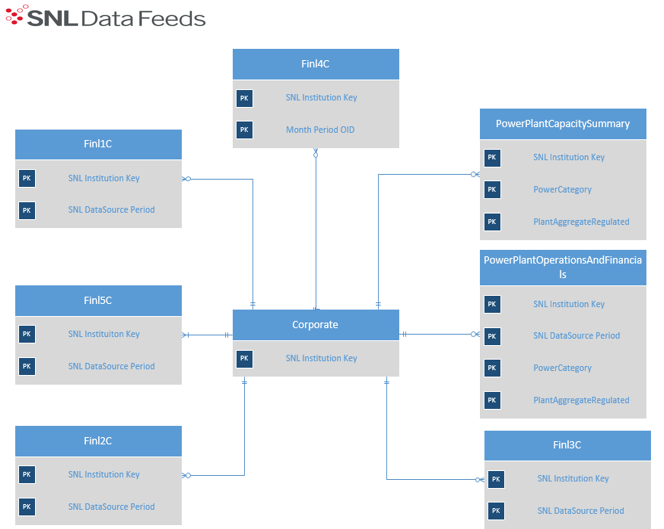 SNL Data Feeds
Finl4C
PK SNL Institution Key
PK Month Period OID
PowerPlantCapacitySummary
PK SNL Institution Key
PK PowerCategory
PK PlantAggregateRegulated
Finl1C
PK SNL Institution Key
PK SNL DataSource Period
PowerPlantOperationsAndFinancia
ls
PK SNL Institution Key
PK SNL DataSource Period
PK PowerCategory
PK PlantAggregateRegulated
Finl5C
PK SNL Instituiton Key
PK SNL DataSource Period
Corporate
PK SNL Institution Key
Finl2C
PK SNL Institution Key
PK SNL DataSource Period
Finl3C
PK SNL Institution Key
PK SNL DataSource Period